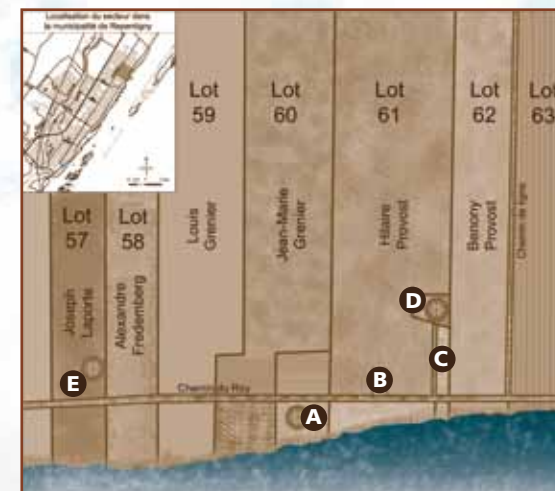 Localisation du secteur dans
la municipalité de Repentigny
Lot
59
Lot
60
Lot
61
Lot
62
Lot
63
Lot
57
Lot
58
Joseph
Laporte
Alexandre
Fredemberg
Louis
Grenier
Jean-Marie
Grenier
Hilaire
Provost
Benony
Provost
Chemin de ligne
D
C
E
B
Chemin du Roy
A